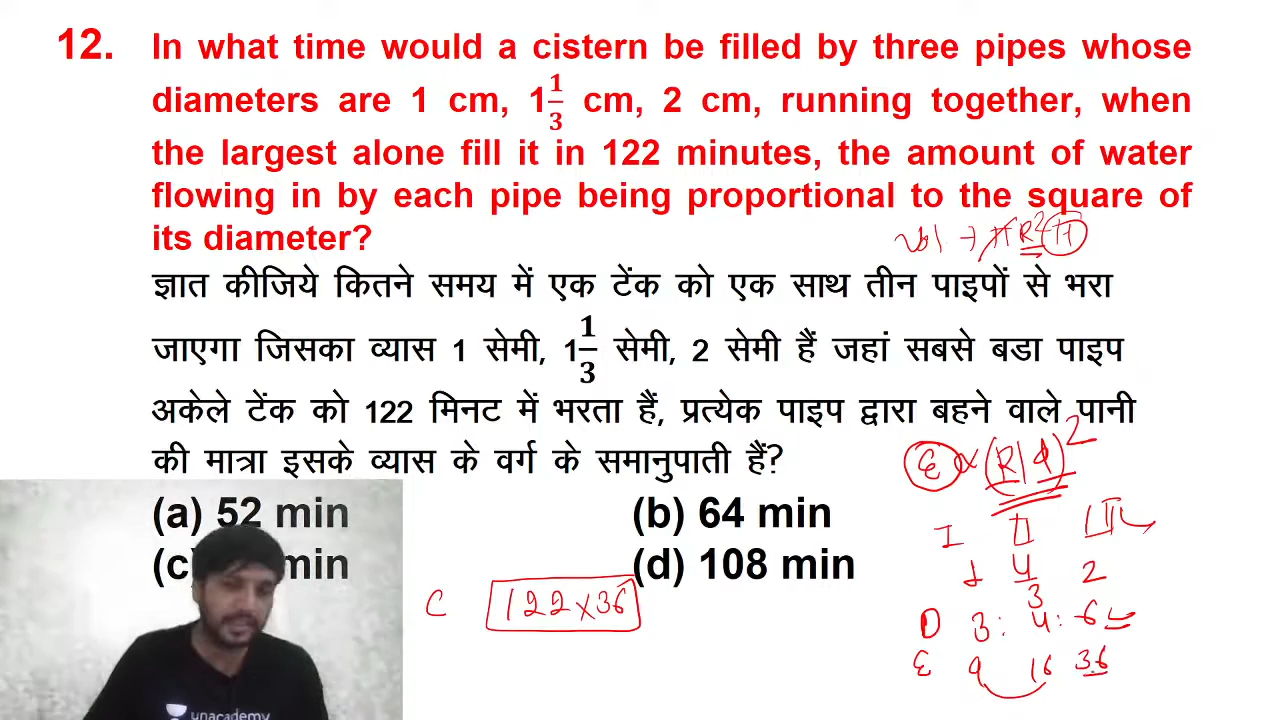 12. In what time would a cistern be filled by three pipes whose
diameters are 1 cm, 1 1/3 cm, 2 cm, running together, when
the largest alone fill it in 122 minutes, the amount of water
flowing in by each pipe being proportional to the square of
its diameter?
Vol → πR²H
ज्ञात कीजिये कितने समय में एक टेंक को एक साथ तीन पाइपों से भरा
जाएगा जिसका व्यास 1 सेमी, 1 1/3 सेमी, 2 सेमी हैं जहां सबसे बडा पाइप
अकेले टेंक को 122 मिनट में भरता हैं, प्रत्येक पाइप द्वारा बहने वाले पानी
की मात्रा इसके व्यास के वर्ग के समानुपाती हैं?
E ∝ (R|d)²
(a) 52 min (b) 64 min
I II III
(c) min (d) 108 min
1 4/3 2
C 122×36
D 3: 4: 6
E 9 16 36
unacademy